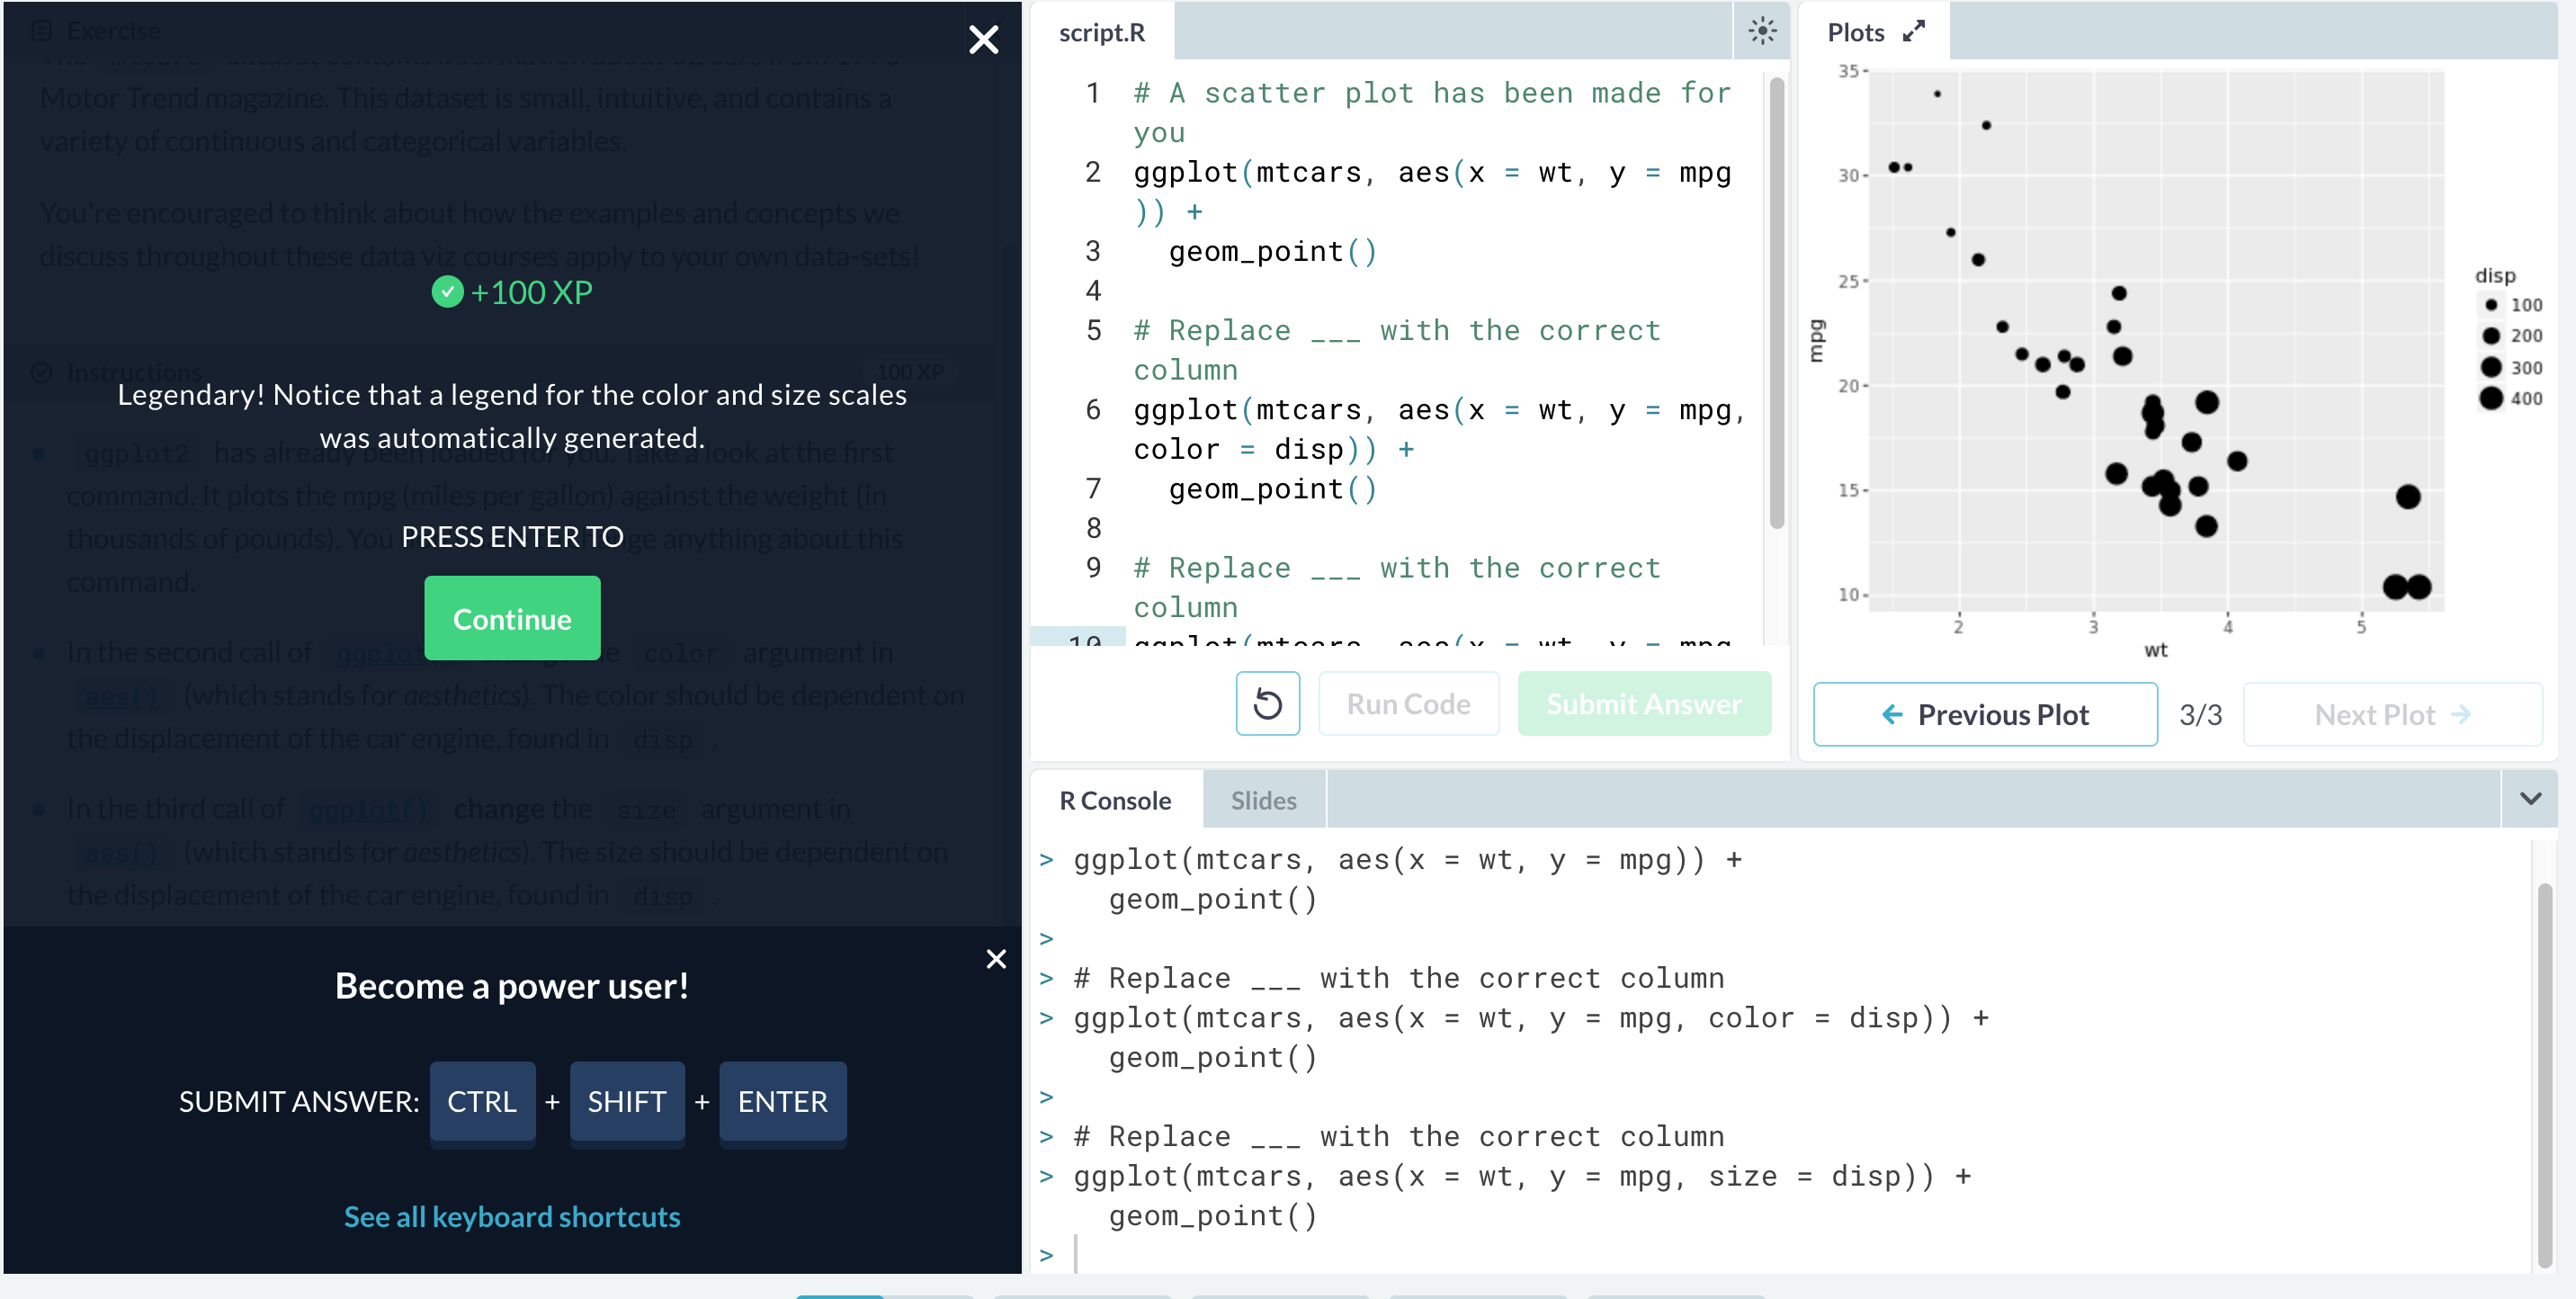 Exercise
Motor Trend magazine. This dataset is small, intuitive, and contains a
variety of continuous and categorical variables.
You're encouraged to think about how the examples and concepts we
discuss throughout these data viz courses apply to your own data-sets!
+100 XP
Instructions
100 XP
Legendary! Notice that a legend for the color and size scales
was automatically generated.
ggplot2 has already been loaded for you. Take a look at the first
command. It plots the mpg (miles per gallon) against the weight (in
thousands of pounds). You change anything about this
command.
PRESS ENTER TO
Continue
In the second call of ggplot() change the color argument in
aes() (which stands for aesthetics). The color should be dependent on
the displacement of the car engine, found in disp .
In the third call of ggplot() change the size argument in
aes() (which stands for aesthetics). The size should be dependent on
the displacement of the car engine, found in disp .
Become a power user!
SUBMIT ANSWER: CTRL + SHIFT + ENTER
See all keyboard shortcuts
script.R
1 # A scatter plot has been made for
you
2 ggplot(mtcars, aes(x = wt, y = mpg
)) +
3 geom_point()
4
5 # Replace ___ with the correct
column
6 ggplot(mtcars, aes(x = wt, y = mpg,
color = disp)) +
7 geom_point()
8
9 # Replace ___ with the correct
column
10 ggplot(mtcars, aes(x = wt, y = mpg
Run Code
Submit Answer
Plots
35
30
25
20
15
10
mpg
2 3 4 5
wt
disp
100
200
300
400
Previous Plot
3/3
Next Plot
R Console
Slides
> ggplot(mtcars, aes(x = wt, y = mpg)) +
geom_point()
>
> # Replace ___ with the correct column
> ggplot(mtcars, aes(x = wt, y = mpg, color = disp)) +
geom_point()
>
> # Replace ___ with the correct column
> ggplot(mtcars, aes(x = wt, y = mpg, size = disp)) +
geom_point()
>